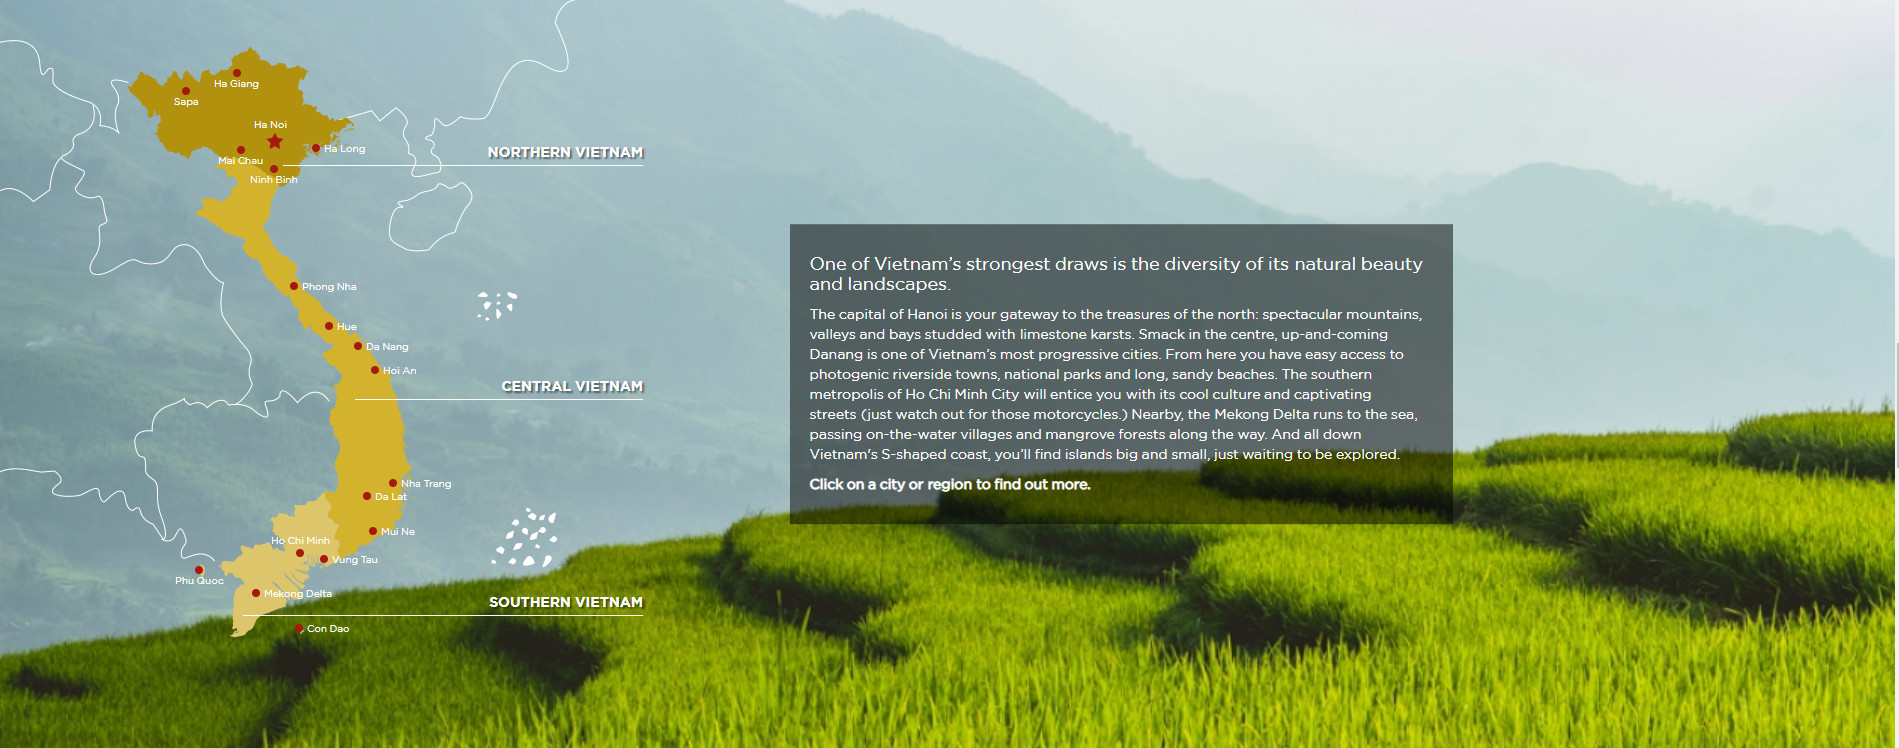 Ha Giang
Sapa
Ha Noi
Ha Long
Mai Chau
Ninh Binh
NORTHERN VIETNAM
Phong Nha
Hue
Da Nang
Hoi An
CENTRAL VIETNAM
Nha Trang
Da Lat
Mui Ne
Ho Chi Minh
Vung Tau
Phu Quoc
Mekong Delta
SOUTHERN VIETNAM
Con Dao
One of Vietnam's strongest draws is the diversity of its natural beauty
and landscapes.
The capital of Hanoi is your gateway to the treasures of the north: spectacular mountains,
valleys and bays studded with limestone karsts. Smack in the centre, up-and-coming
Danang is one of Vietnam's most progressive cities. From here you have easy access to
photogenic riverside towns, national parks and long, sandy beaches. The southern
metropolis of Ho Chi Minh City will entice you with its cool culture and captivating
streets (just watch out for those motorcycles.) Nearby, the Mekong Delta runs to the sea,
passing on-the-water villages and mangrove forests along the way. And all down
Vietnam's S-shaped coast, you'll find islands big and small, just waiting to be explored.
Click on a city or region to find out more.